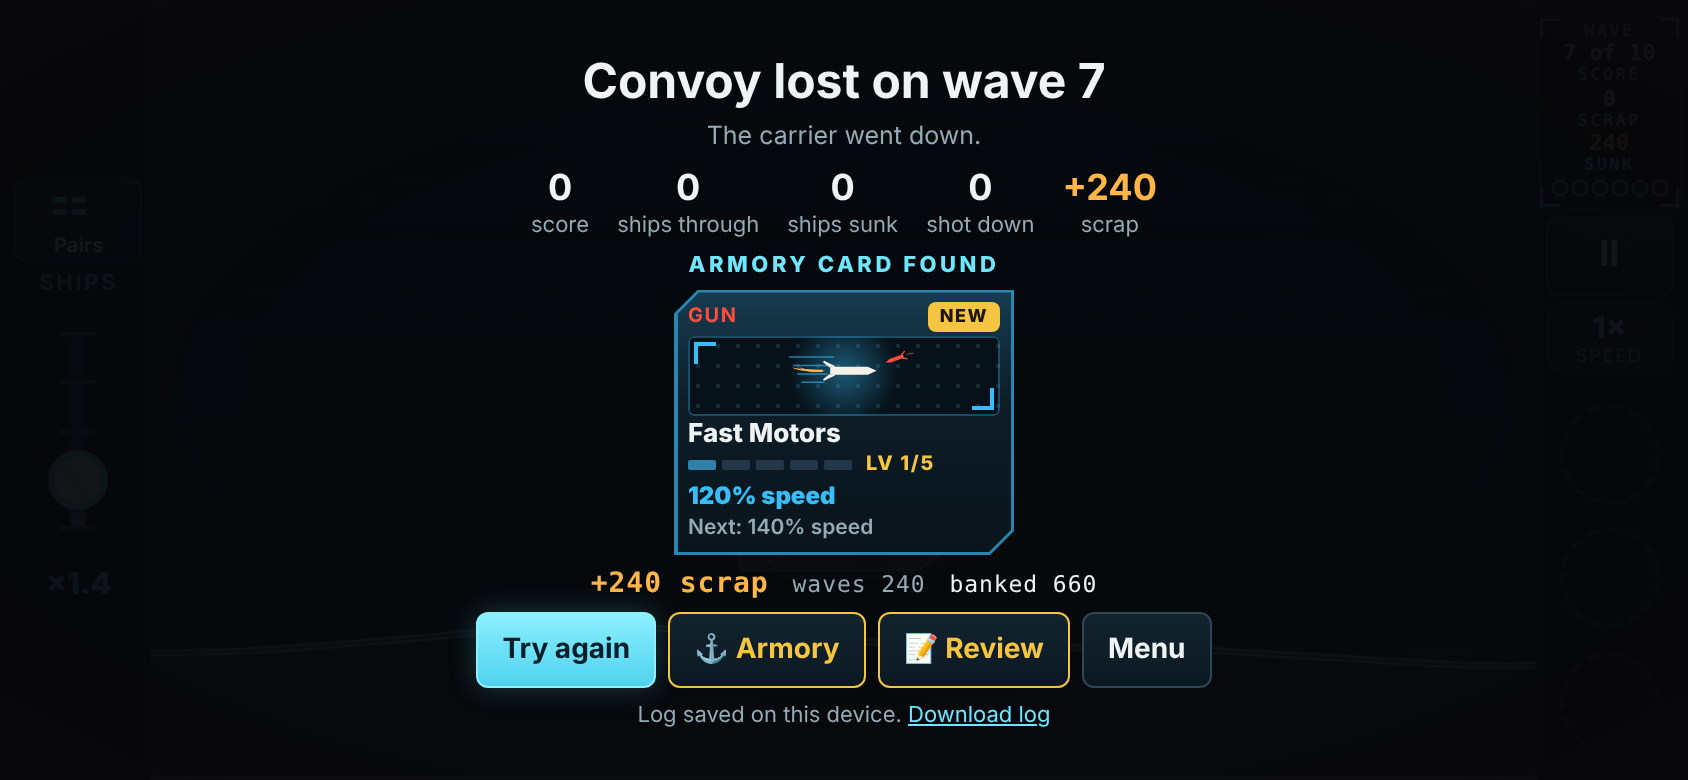 Convoy lost on wave 7
The carrier went down.
0 0 0 0 +240
score ships through ships sunk shot down scrap
ARMORY CARD FOUND
GUN NEW
Fast Motors
LV 1/5
120% speed
Next: 140% speed
+240 scrap waves 240 banked 660
Try again Armory Review Menu
Log saved on this device. Download log
Pairs
SHIPS
×1.4
WAVE
7 of 10
SCORE
0
SCRAP
240
SUNK
1×
SPEED